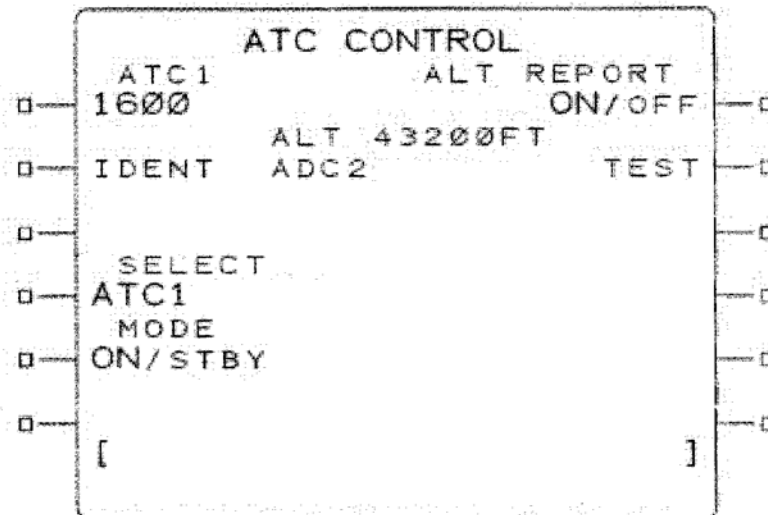 ATC CONTROL
ATC1 ALT REPORT
1600 ON/OFF
ALT 43200FT
IDENT ADC2 TEST
SELECT
ATC1
MODE
ON/STBY
[ ]